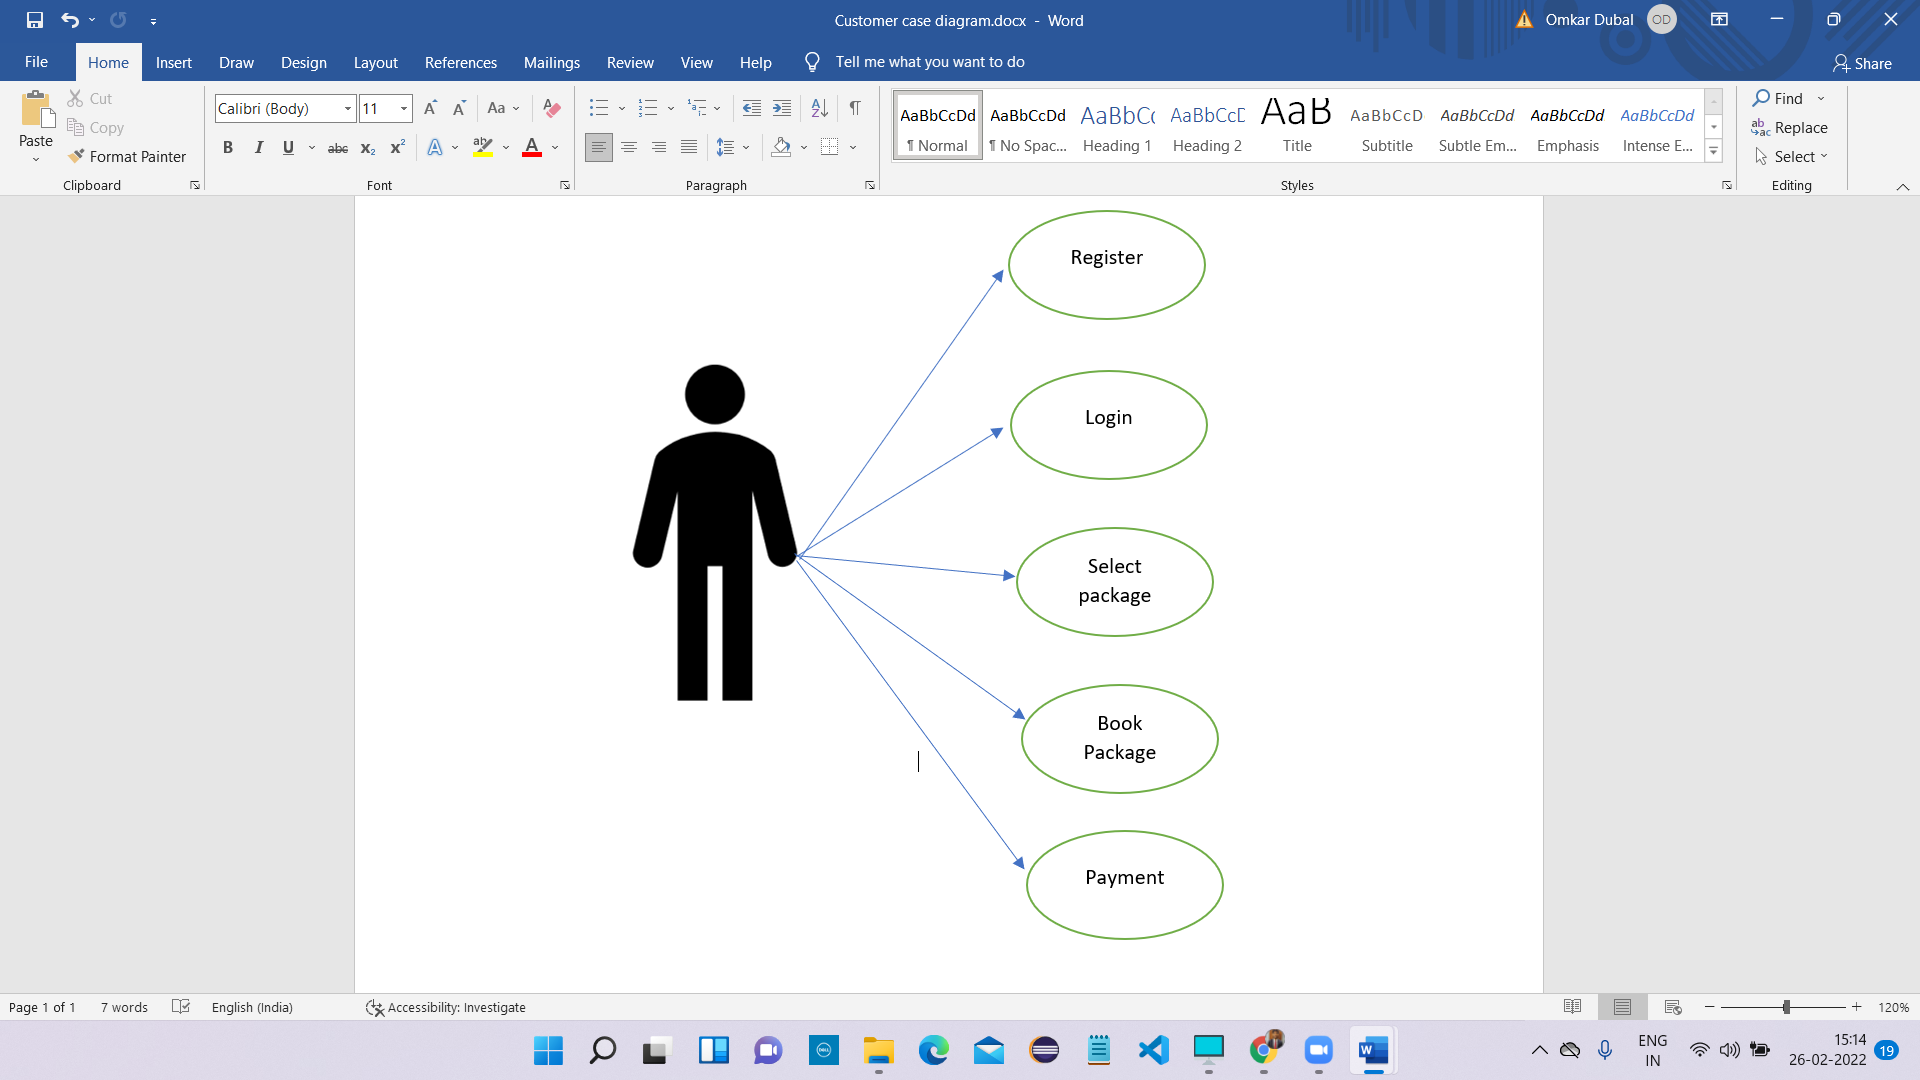 Customer case diagram.docx - Word
Omkar Dubal OD
File Home Insert Draw Design Layout References Mailings Review View Help Tell me what you want to do Share
Paste
Cut
Copy
Format Painter
Clipboard
Calibri (Body) 11
Font
Paragraph
AaBbCcDd AaBbCcDd AaBbCc AaBbCcD AaB AaBbCcD AaBbCcDd AaBbCcDd AaBbCcDd
¶ Normal ¶ No Spac... Heading 1 Heading 2 Title Subtitle Subtle Em... Emphasis Intense E...
Styles
Find
Replace
Select
Editing
Register
Login
Select
package
Book
Package
Payment
Page 1 of 1 7 words English (India) Accessibility: Investigate 120%
ENG
IN
15:14
26-02-2022
19